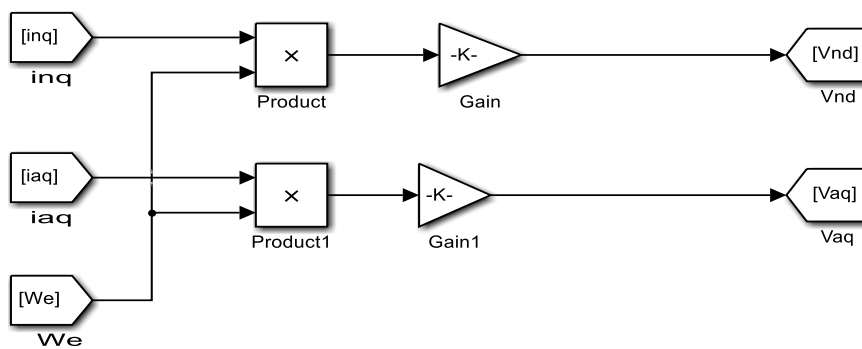 [inq]
inq
×
Product
-K-
Gain
[Vnd]
Vnd
[iaq]
iaq
×
Product1
-K-
Gain1
[Vaq]
Vaq
[We]
We